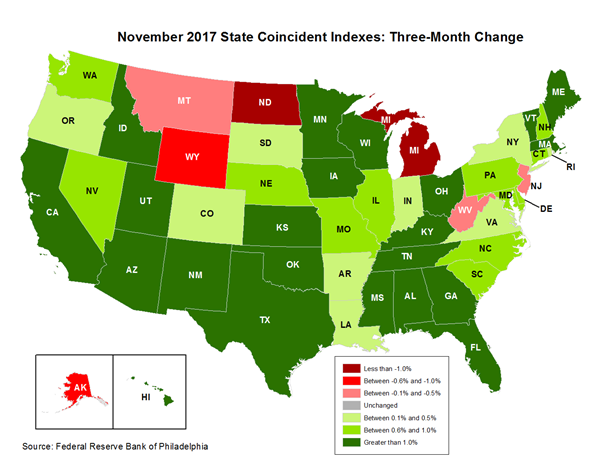 November 2017 State Coincident Indexes: Three-Month Change
WA
MT
ND
MN
MI
ME
OR
ID
WY
SD
WI
MI
NY
VT
NH
MA
CT
RI
NV
UT
CO
NE
IA
IL
IN
OH
PA
NJ
DE
MD
WV
VA
CA
KS
MO
KY
NC
AZ
NM
OK
AR
TN
SC
TX
LA
MS
AL
GA
FL
AK
HI
Less than -1.0%
Between -0.6% and -1.0%
Between -0.1% and -0.5%
Unchanged
Between 0.1% and 0.5%
Between 0.6% and 1.0%
Greater than 1.0%
Source: Federal Reserve Bank of Philadelphia